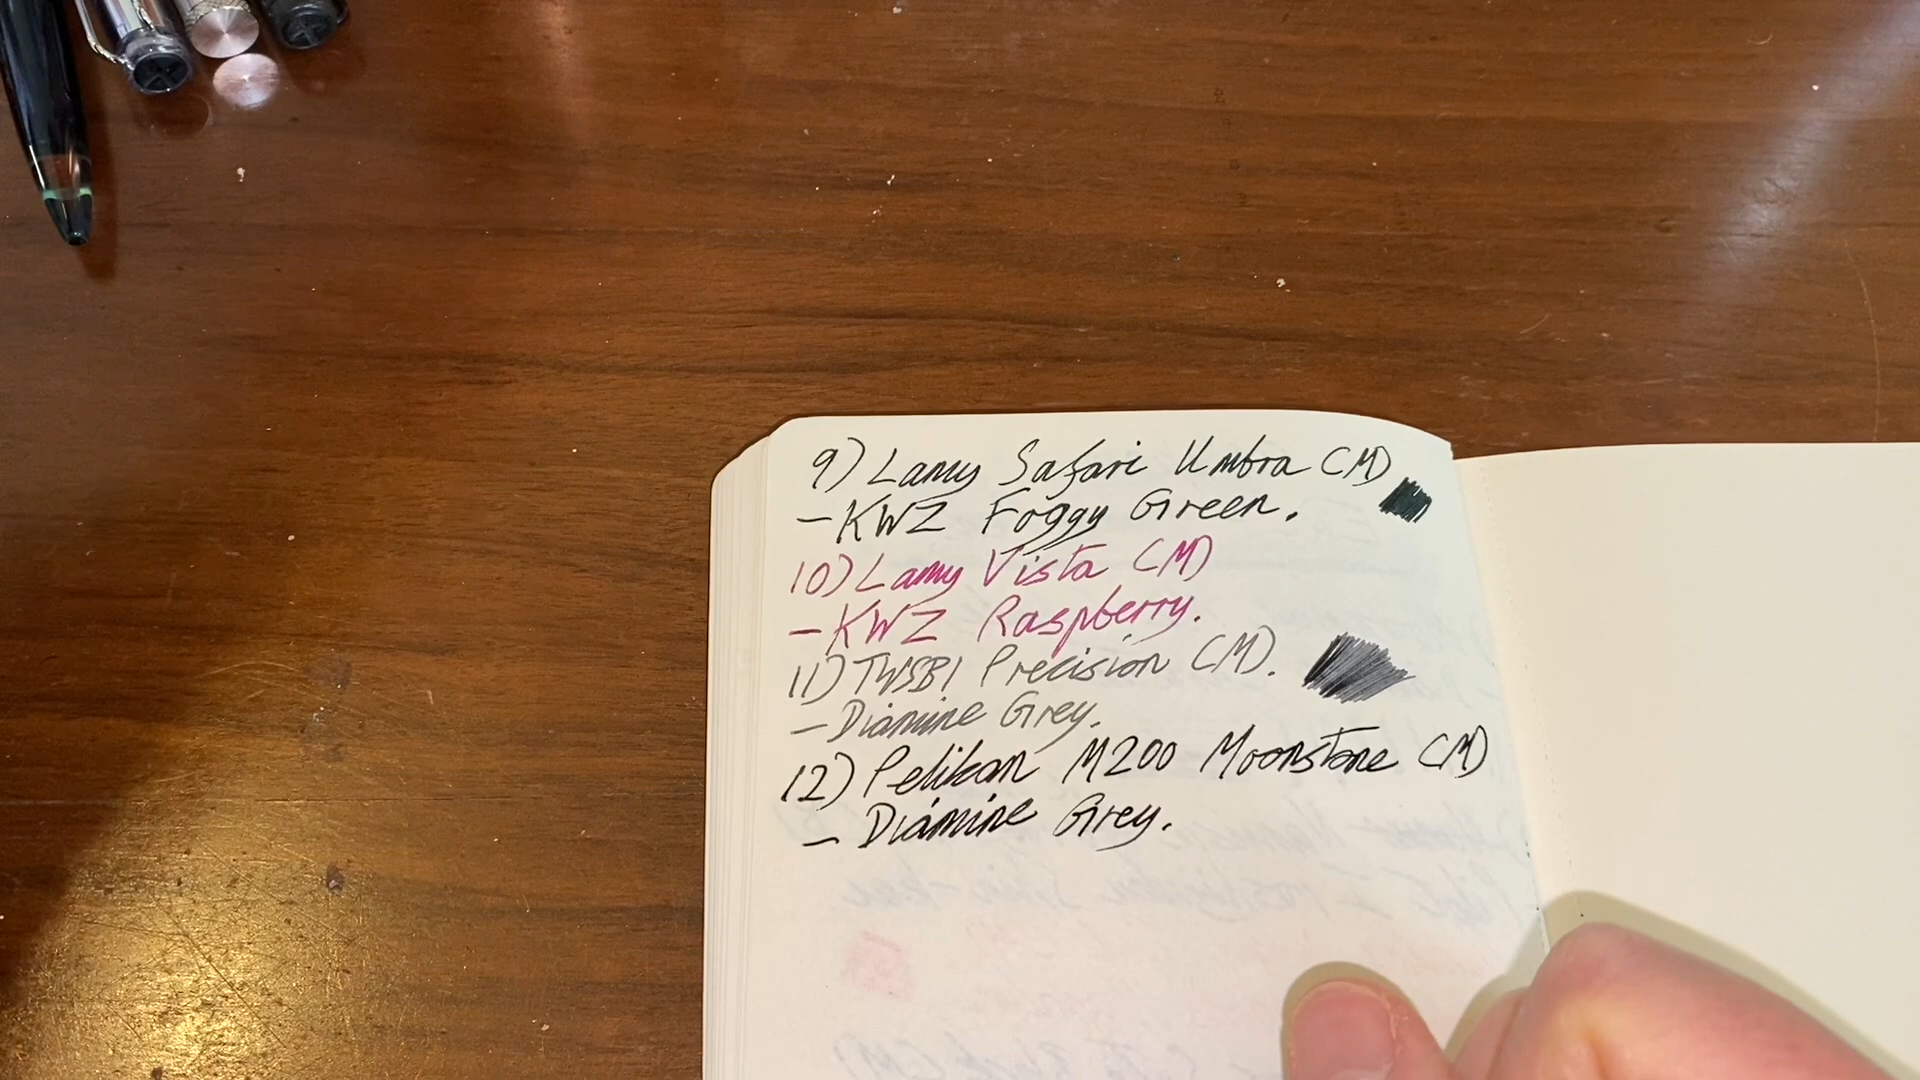 9) Lamy Safari Umbra (M)
- KWZ Foggy Green.
10) Lamy Vista (M)
- KWZ Raspberry.
11) TWSBI Precision (M).
- Diamine Grey.
12) Pelikan M200 Moonstone (M)
- Diamine Grey.